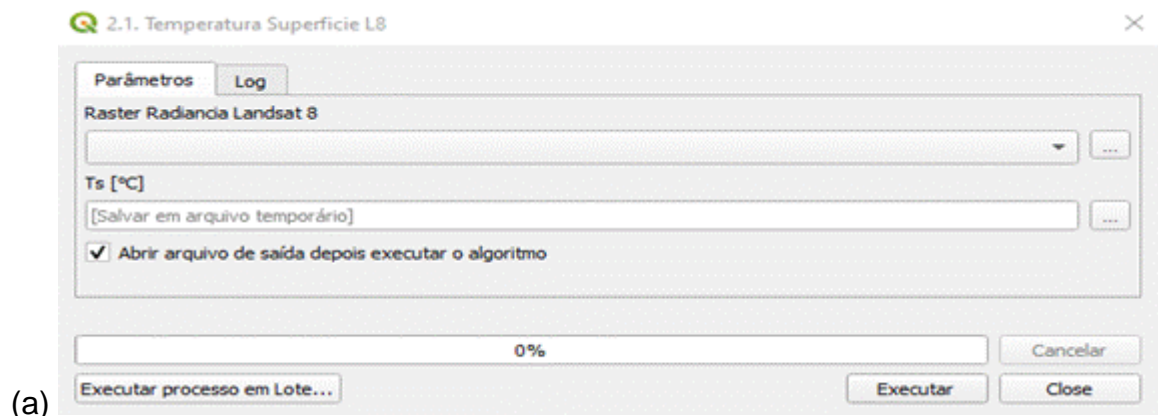 2.1. Temperatura Superficie L8
Parâmetros Log
Raster Radiancia Landsat 8
...
Ts [°C]
[Salvar em arquivo temporário] ...
Abrir arquivo de saída depois executar o algoritmo
0% Cancelar
Executar processo em Lote... Executar Close
(a)